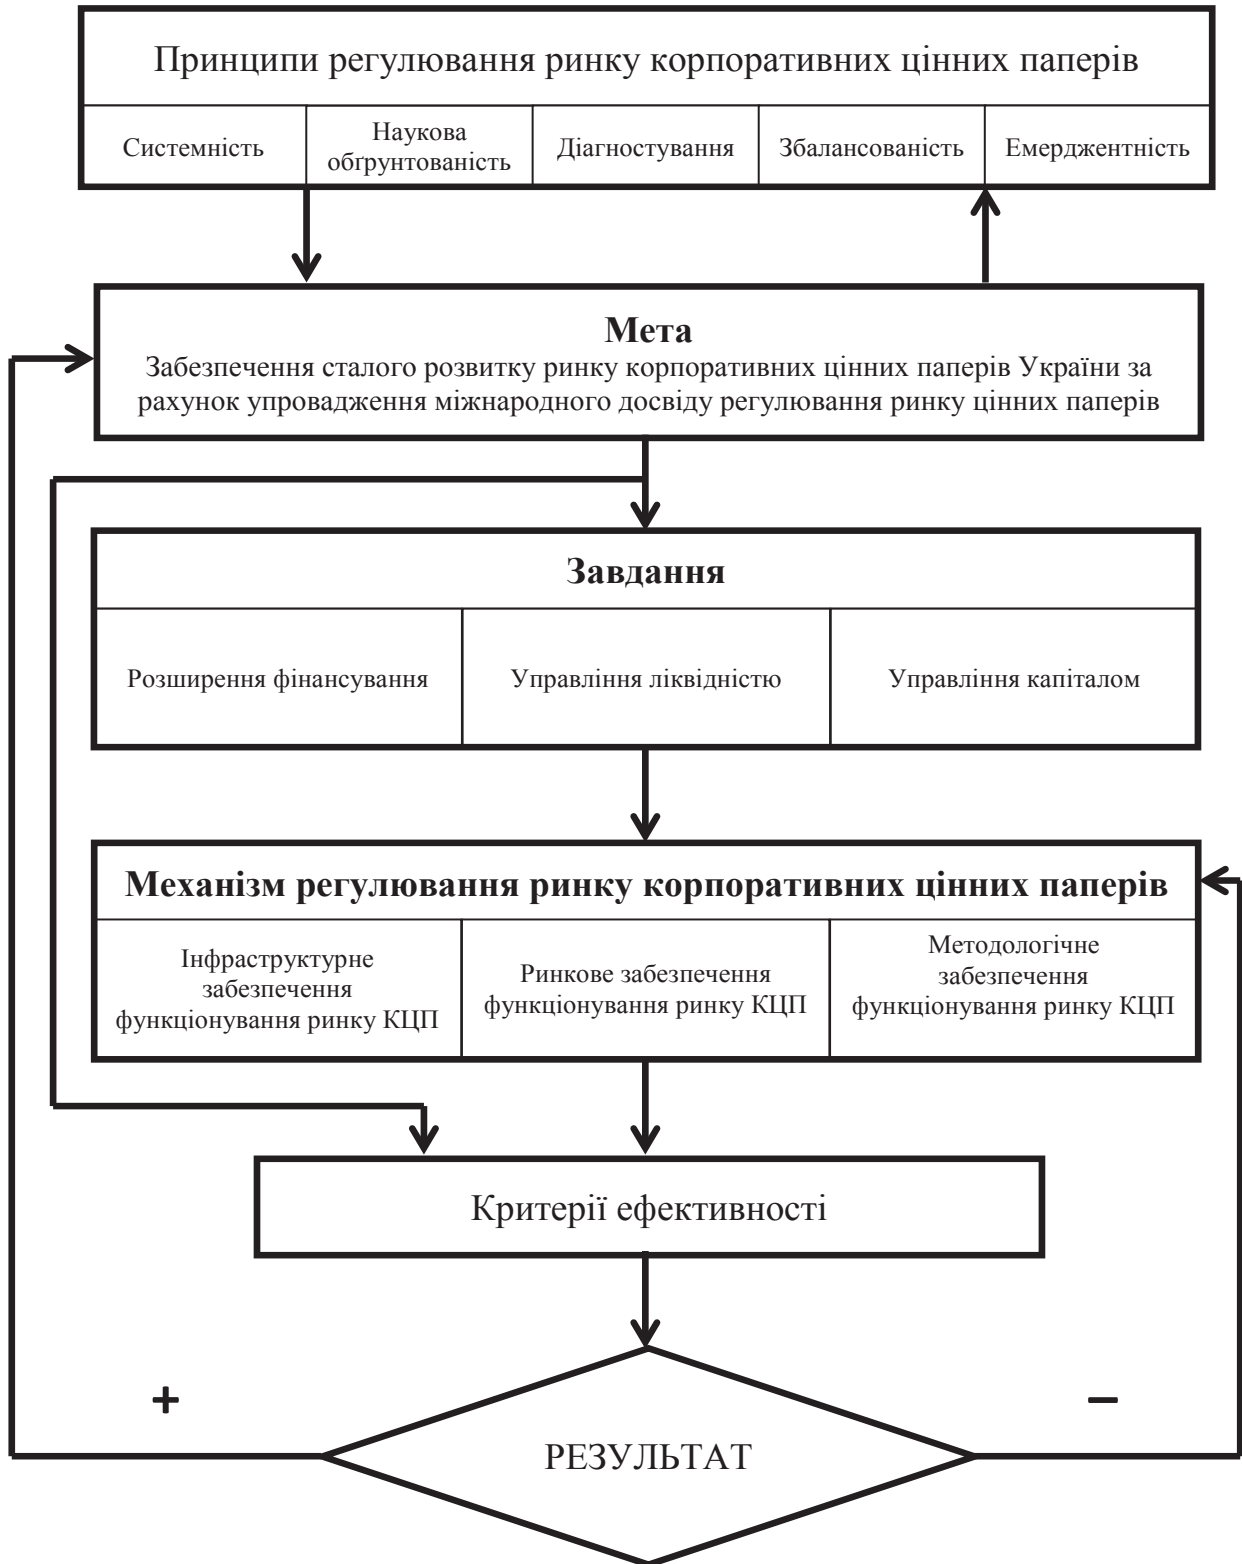 Принципи регулювання ринку корпоративних цінних паперів
Системність
Наукова
обґрунтованість
Діагностування
Збалансованість
Емерджентність
Мета
Забезпечення сталого розвитку ринку корпоративних цінних паперів України за
рахунок упровадження міжнародного досвіду регулювання ринку цінних паперів
Завдання
Розширення фінансування
Управління ліквідністю
Управління капіталом
Механізм регулювання ринку корпоративних цінних паперів
Інфраструктурне
забезпечення
функціонування ринку КЦП
Ринкове забезпечення
функціонування ринку КЦП
Методологічне
забезпечення
функціонування ринку КЦП
Критерії ефективності
+
–
РЕЗУЛЬТАТ